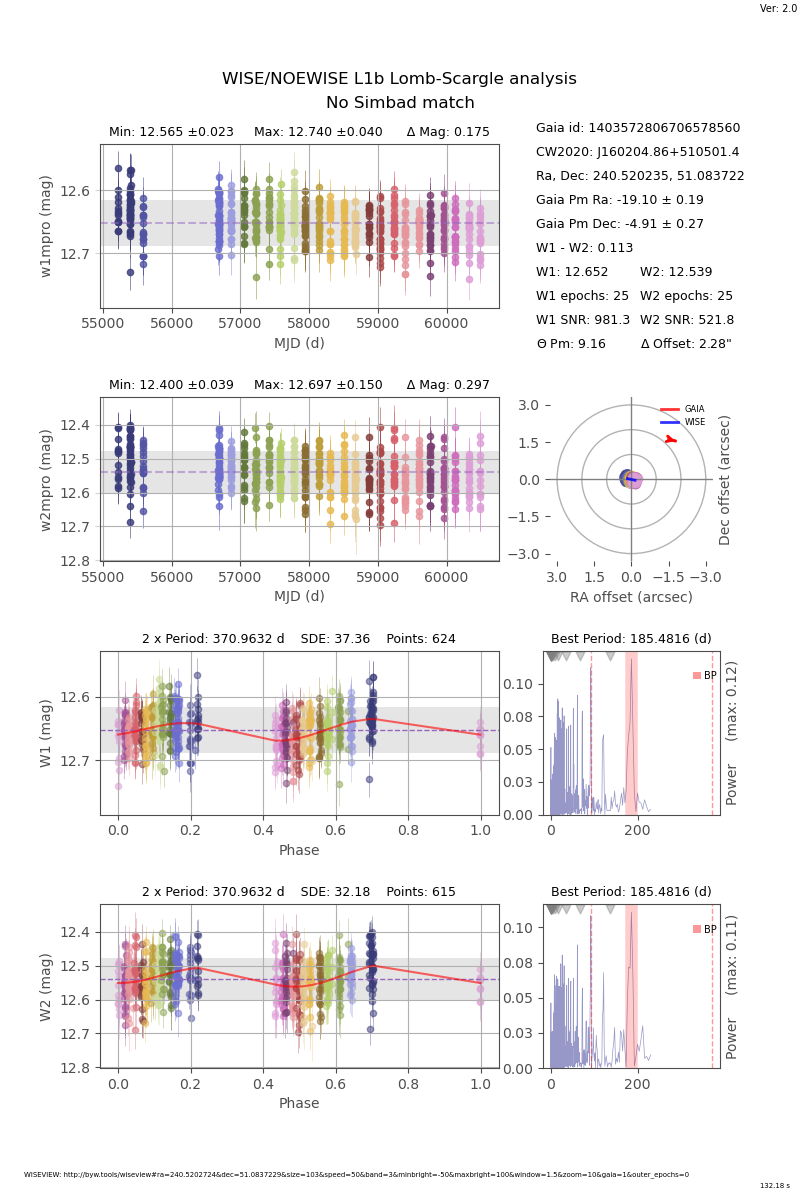 Ver: 2.0
WISE/NOEWISE L1b Lomb-Scargle analysis
No Simbad match
Min: 12.565 ±0.023 Max: 12.740 ±0.040 Δ Mag: 0.175
w1mpro (mag)
12.6
12.7
55000 56000 57000 58000 59000 60000
MJD (d)
Gaia id: 1403572806706578560
CW2020: J160204.86+510501.4
Ra, Dec: 240.520235, 51.083722
Gaia Pm Ra: -19.10 ± 0.19
Gaia Pm Dec: -4.91 ± 0.27
W1 - W2: 0.113
W1: 12.652 W2: 12.539
W1 epochs: 25 W2 epochs: 25
W1 SNR: 981.3 W2 SNR: 521.8
Θ Pm: 9.16 Δ Offset: 2.28"
Min: 12.400 ±0.039 Max: 12.697 ±0.150 Δ Mag: 0.297
w2mpro (mag)
12.4
12.5
12.6
12.7
12.8
55000 56000 57000 58000 59000 60000
MJD (d)
GAIA
WISE
3.0
1.5
0.0
−1.5
−3.0
3.0 1.5 0.0 −1.5 −3.0
RA offset (arcsec)
Dec offset (arcsec)
2 x Period: 370.9632 d SDE: 37.36 Points: 624
W1 (mag)
12.6
12.7
0.0 0.2 0.4 0.6 0.8 1.0
Phase
Best Period: 185.4816 (d)
BP
0.10
0.08
0.05
0.03
0.00
0 200
Power (max: 0.12)
2 x Period: 370.9632 d SDE: 32.18 Points: 615
W2 (mag)
12.4
12.5
12.6
12.7
12.8
0.0 0.2 0.4 0.6 0.8 1.0
Phase
Best Period: 185.4816 (d)
BP
0.10
0.08
0.05
0.03
0.00
0 200
Power (max: 0.11)
WISEVIEW: http://byw.tools/wiseview#ra=240.5202724&dec=51.0837229&size=103&speed=50&band=3&minbright=-50&maxbright=100&window=1.5&zoom=10&gaia=1&outer_epochs=0
132.18 s